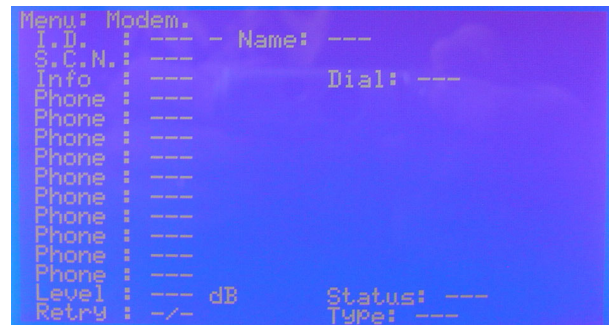 Menu: Modem.
I.D. : --- - Name: ---
S.C.N.: ---
Info : --- Dial: ---
Phone : ---
Phone : ---
Phone : ---
Phone : ---
Phone : ---
Phone : ---
Phone : ---
Phone : ---
Phone : ---
Phone : ---
Level : --- dB Status: ---
Retry : -/- Type: ---